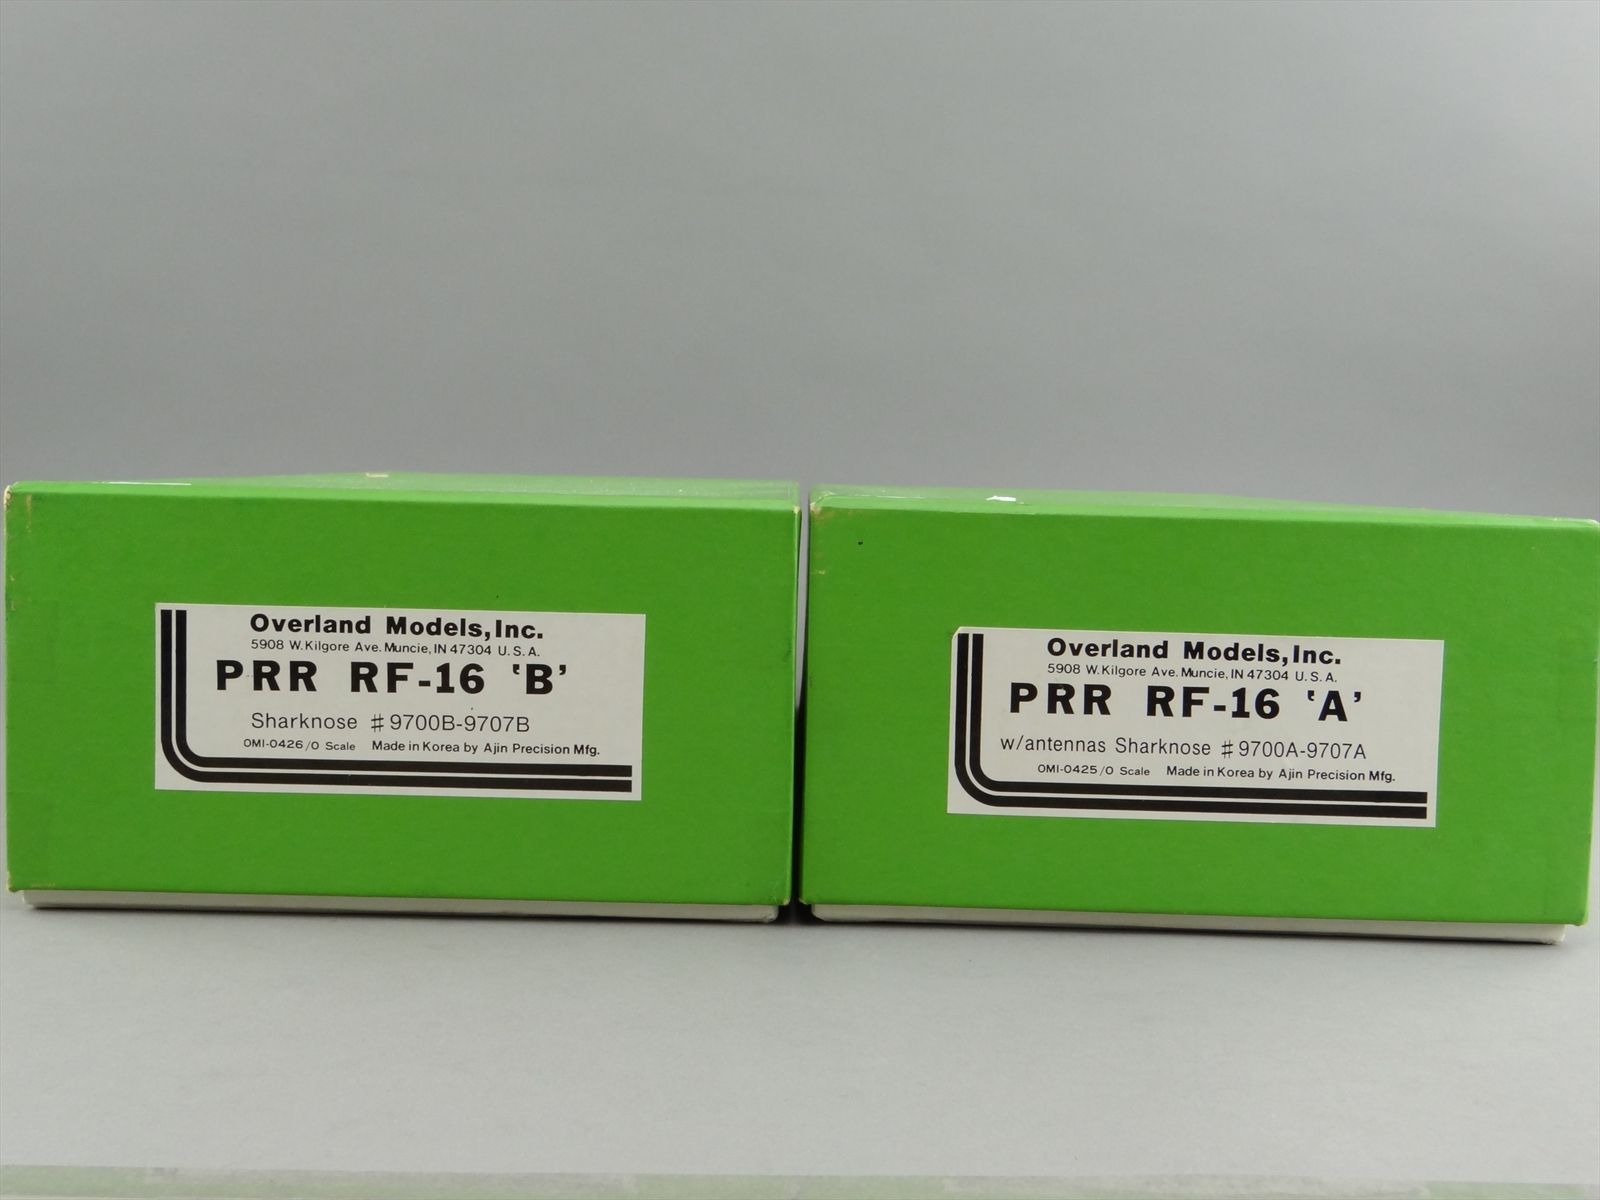 Overland Models,Inc.
5908 W.Kilgore Ave. Muncie, IN 47304 U.S.A.
PRR RF-16 'B'
Sharknose #9700B-9707B
OMI-0426/O Scale Made in Korea by Ajin Precision Mfg.
Overland Models,Inc.
5908 W.Kilgore Ave. Muncie, IN 47304 U.S.A.
PRR RF-16 'A'
w/antennas Sharknose #9700A-9707A
OMI-0425/O Scale Made in Korea by Ajin Precision Mfg.